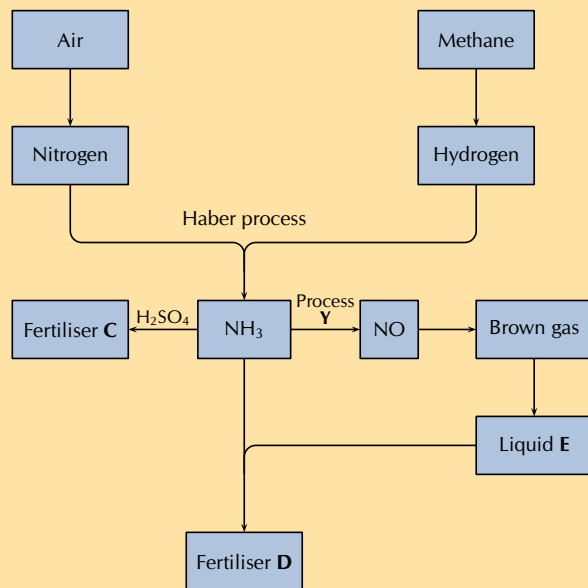 Air
Methane
Nitrogen
Hydrogen
Haber process
Fertiliser C
H₂SO₄
NH₃
Process
Y
NO
Brown gas
Liquid E
Fertiliser D